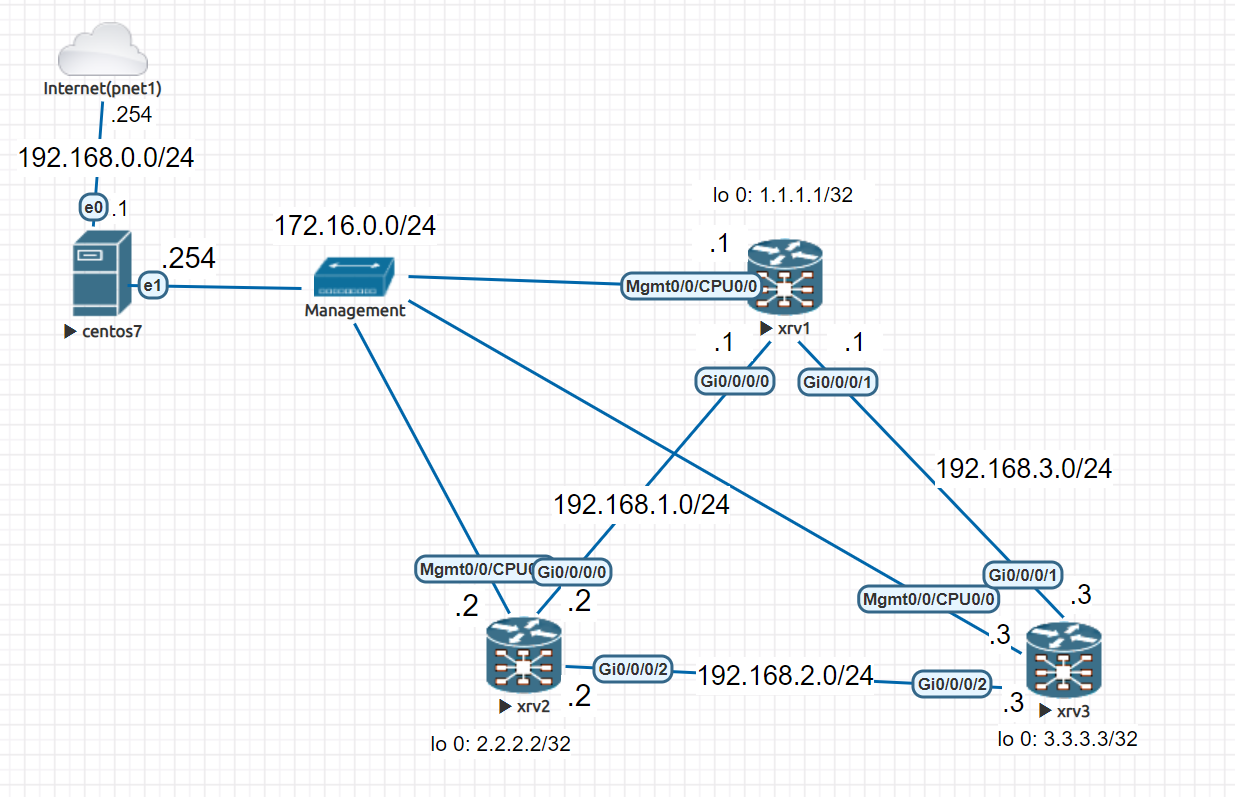 Internet(pnet1)
.254
192.168.0.0/24
e0
.1
.254
e1
centos7
172.16.0.0/24
Management
lo 0: 1.1.1.1/32
.1
Mgmt0/0/CPU0/0
xrv1
.1
.1
Gi0/0/0/0
Gi0/0/0/1
192.168.3.0/24
192.168.1.0/24
Mgmt0/0/CPU0
Gi0/0/0/0
Gi0/0/0/1
Mgmt0/0/CPU0/0
.2
.2
.3
.3
Gi0/0/0/2
192.168.2.0/24
Gi0/0/0/2
.2
.3
xrv2
xrv3
lo 0: 2.2.2.2/32
lo 0: 3.3.3.3/32